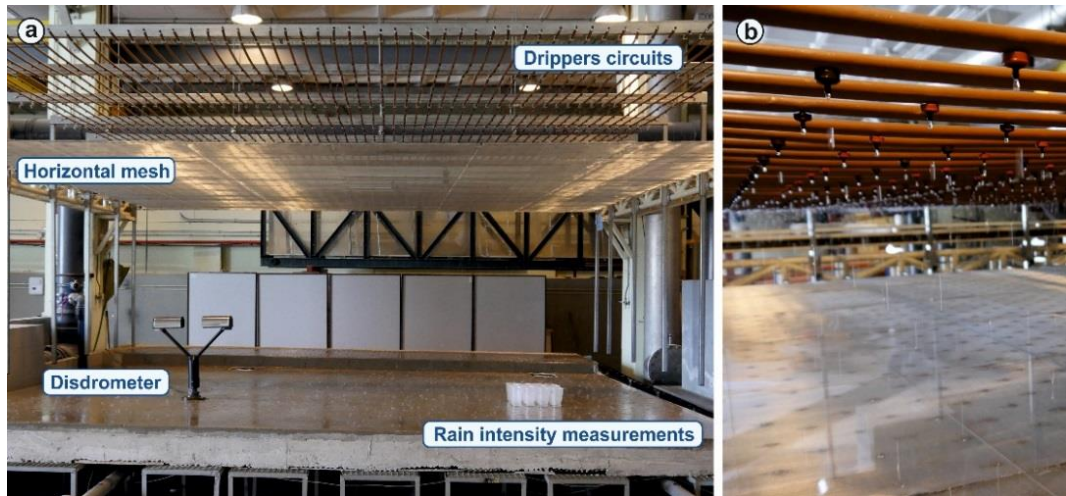 a
Drippers circuits
Horizontal mesh
Disdrometer
Rain intensity measurements
b